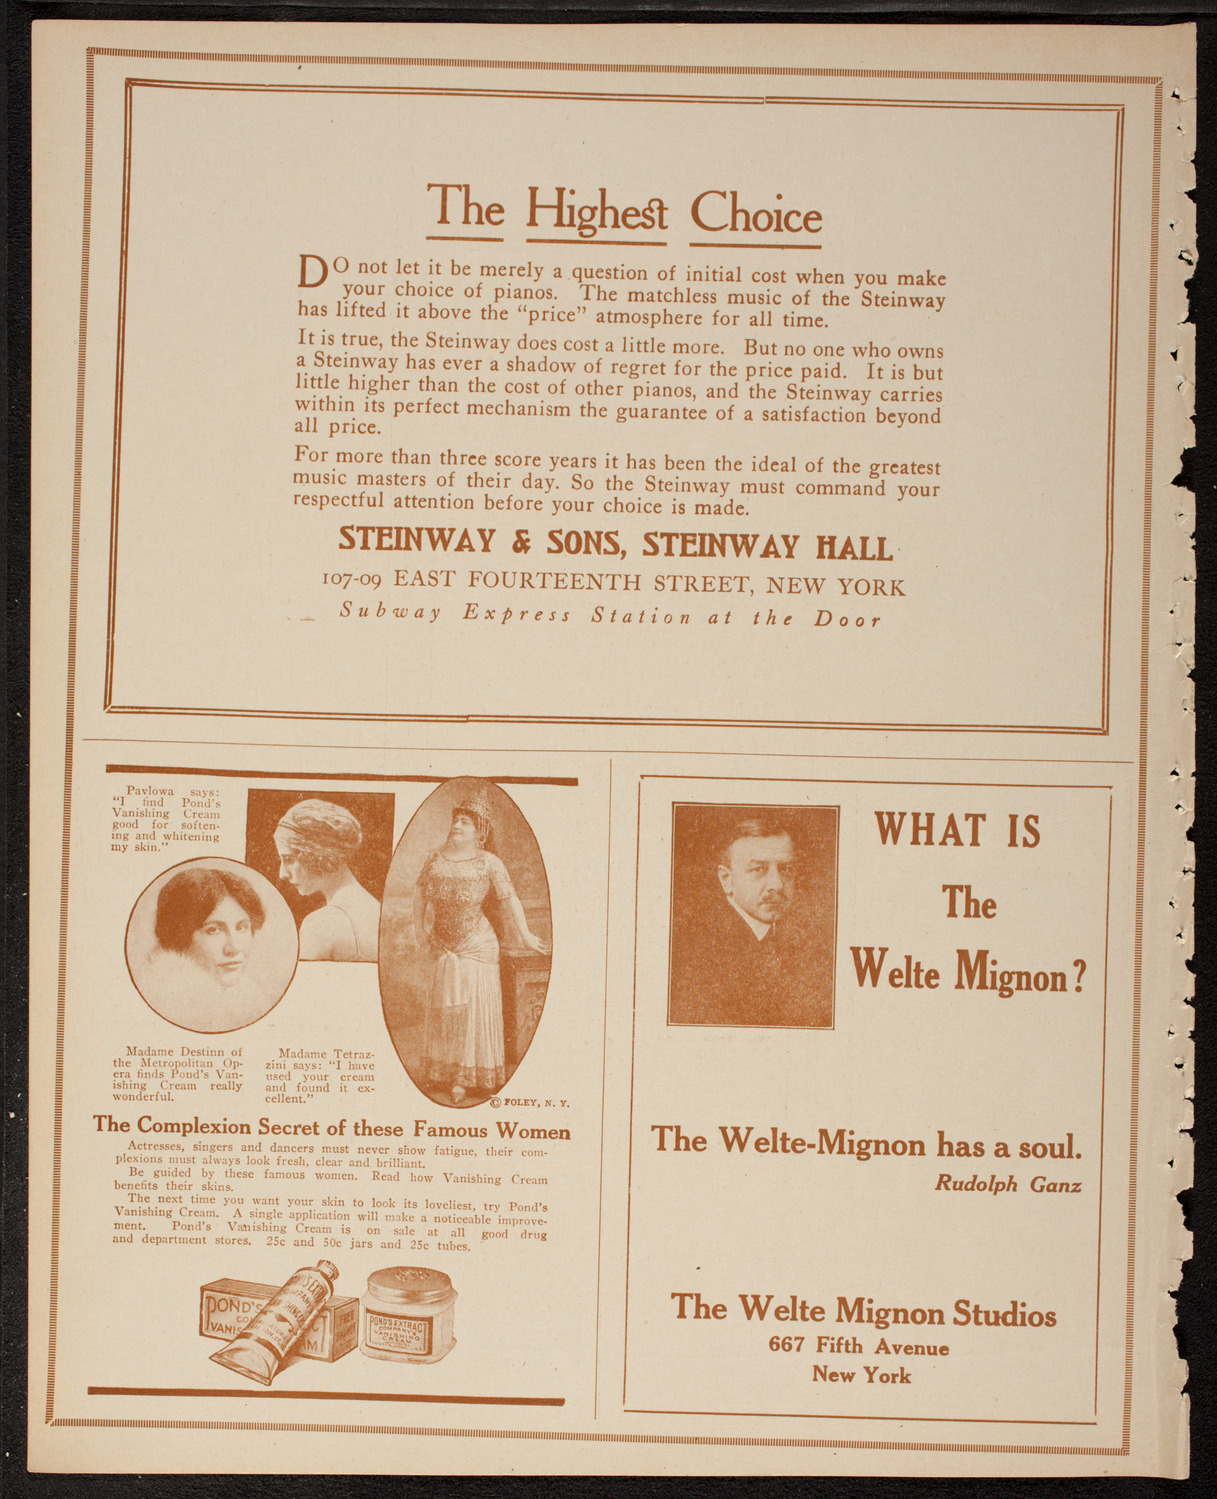 The Highest Choice
DO not let it be merely a question of initial cost when you make
your choice of pianos. The matchless music of the Steinway
has lifted it above the "price" atmosphere for all time.
It is true, the Steinway does cost a little more. But no one who owns
a Steinway has ever a shadow of regret for the price paid. It is but
little higher than the cost of other pianos, and the Steinway carries
within its perfect mechanism the guarantee of a satisfaction beyond
all price.
For more than three score years it has been the ideal of the greatest
music masters of their day. So the Steinway must command your
respectful attention before your choice is made.
STEINWAY & SONS, STEINWAY HALL
107-09 EAST FOURTEENTH STREET, NEW YORK
Subway Express Station at the Door
Pavlowa says:
"I find Pond's
Vanishing Cream
good for soften-
ing and whitening
my skin."
Madame Destinn of
the Metropolitan Op-
era finds Pond's Van-
ishing Cream really
wonderful.
Madame Tetraz-
zini says: "I have
used your cream
and found it ex-
cellent."
© FOLEY, N. Y.
The Complexion Secret of these Famous Women
Actresses, singers and dancers must never show fatigue, their com-
plexions must always look fresh, clear and brilliant.
Be guided by these famous women. Read how Vanishing Cream
benefits their skins.
The next time you want your skin to look its loveliest, try Pond's
Vanishing Cream. A single application will make a noticeable improve-
ment. Pond's Vanishing Cream is on sale at all good drug
and department stores. 25c and 50c jars and 25c tubes.
POND'S
VANIS
POND'S EXTRACT
COMPANY'S
VANISHING
CREAM
WHAT IS
The
Welte Mignon?
The Welte-Mignon has a soul.
Rudolph Ganz
The Welte Mignon Studios
667 Fifth Avenue
New York